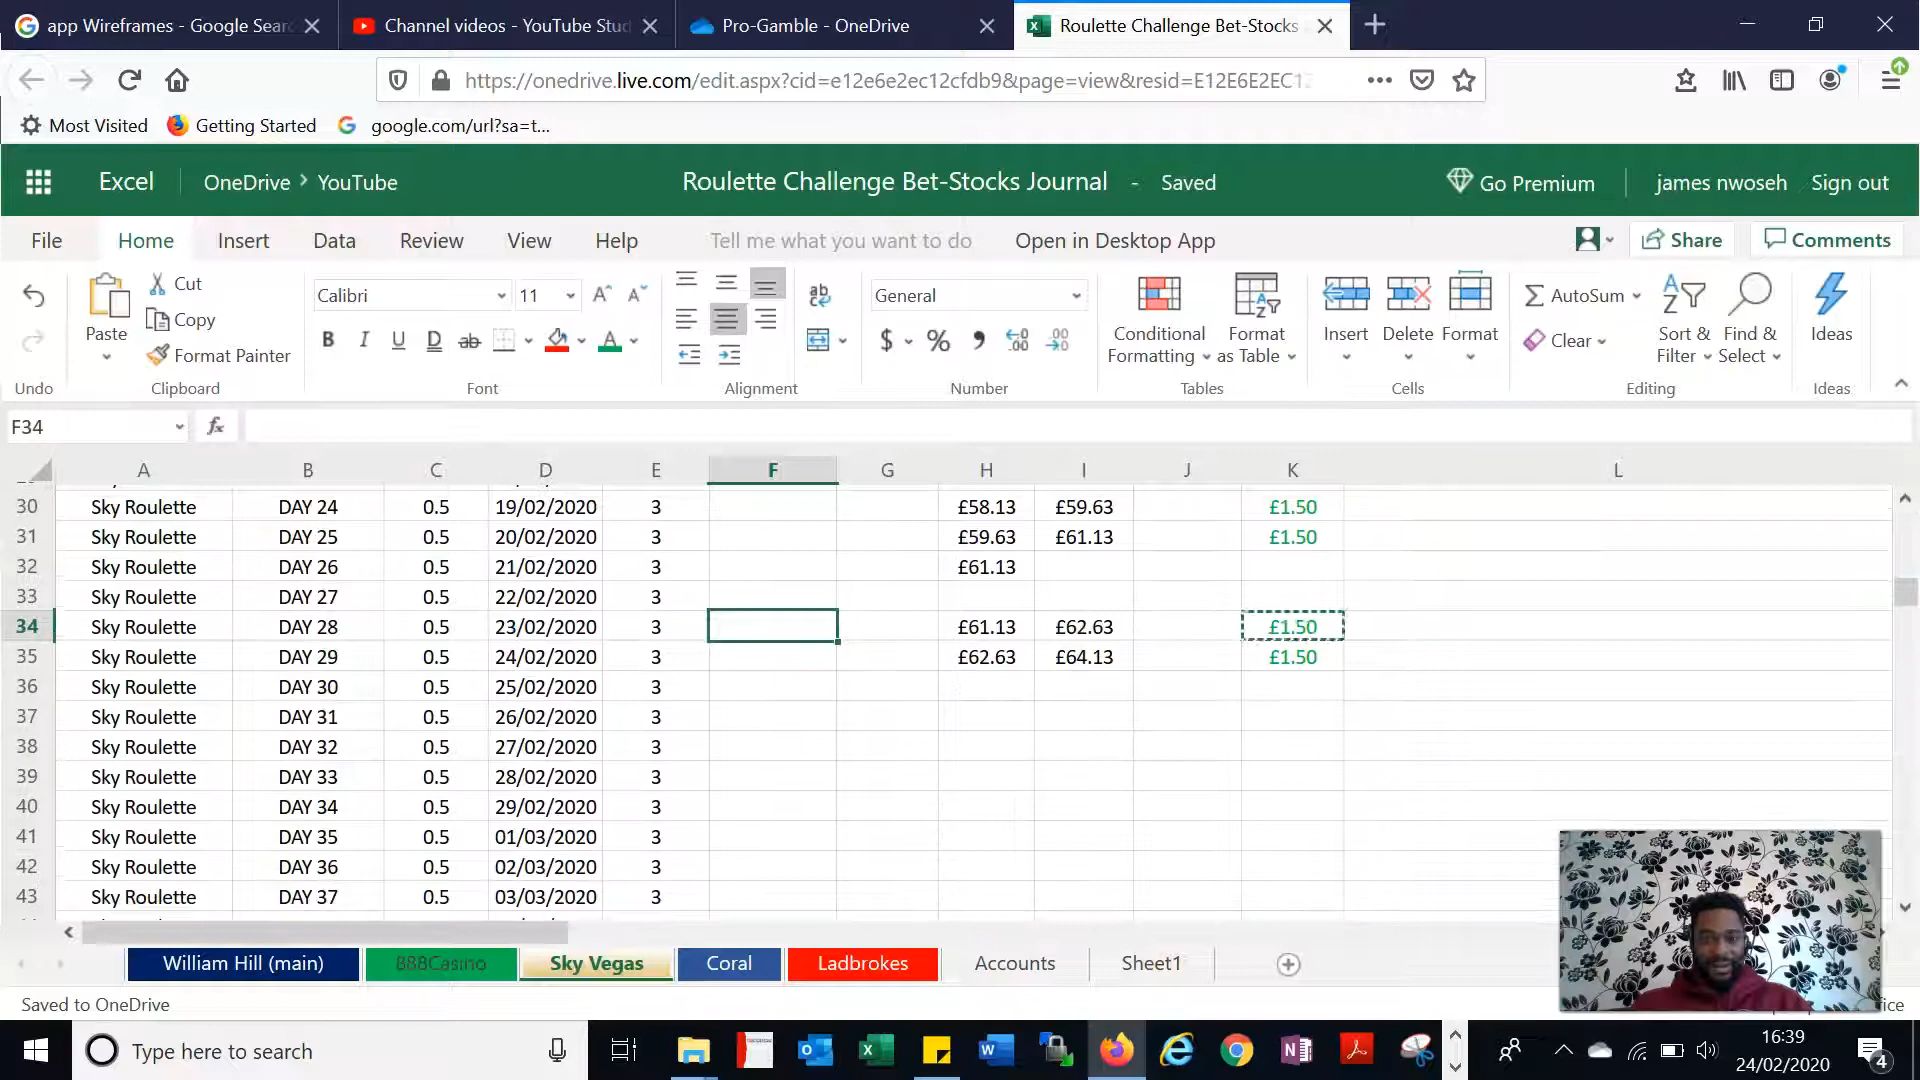 app Wireframes - Google Sear
Channel videos - YouTube Stud
Pro-Gamble - OneDrive
Roulette Challenge Bet-Stocks
https://onedrive.live.com/edit.aspx?cid=e12e6e2ec12cfdb9&page=view&resid=E12E6E2EC12
Most Visited
Getting Started
google.com/url?sa=t...
Excel
OneDrive > YouTube
Roulette Challenge Bet-Stocks Journal - Saved
Go Premium
james nwoseh
Sign out
File Home Insert Data Review View Help
Tell me what you want to do
Open in Desktop App
Share
Comments
Paste
Cut
Copy
Format Painter
Calibri 11
B I U D ab
General
$ % 9
Conditional Formatting
Format as Table
Insert
Delete
Format
AutoSum
Clear
Sort & Filter
Find & Select
Ideas
Undo Clipboard Font Alignment Number Tables Cells Editing Ideas
F34 fx
A B C D E F G H I J K L
30 Sky Roulette DAY 24 0.5 19/02/2020 3 £58.13 £59.63 £1.50
31 Sky Roulette DAY 25 0.5 20/02/2020 3 £59.63 £61.13 £1.50
32 Sky Roulette DAY 26 0.5 21/02/2020 3 £61.13
33 Sky Roulette DAY 27 0.5 22/02/2020 3
34 Sky Roulette DAY 28 0.5 23/02/2020 3 £61.13 £62.63 £1.50
35 Sky Roulette DAY 29 0.5 24/02/2020 3 £62.63 £64.13 £1.50
36 Sky Roulette DAY 30 0.5 25/02/2020 3
37 Sky Roulette DAY 31 0.5 26/02/2020 3
38 Sky Roulette DAY 32 0.5 27/02/2020 3
39 Sky Roulette DAY 33 0.5 28/02/2020 3
40 Sky Roulette DAY 34 0.5 29/02/2020 3
41 Sky Roulette DAY 35 0.5 01/03/2020 3
42 Sky Roulette DAY 36 0.5 02/03/2020 3
43 Sky Roulette DAY 37 0.5 03/03/2020 3
William Hill (main)
888Casino
Sky Vegas
Coral
Ladbrokes
Accounts
Sheet1
Saved to OneDrive
Type here to search
16:39
24/02/2020
4